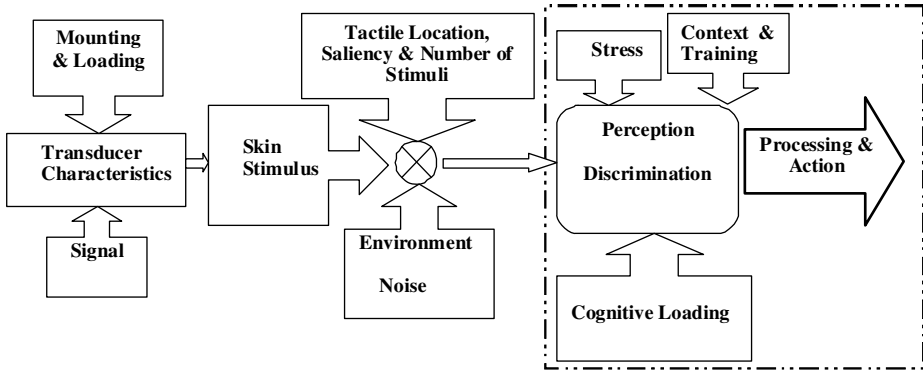 Mounting
& Loading
Transducer
Characteristics
Signal
Skin
Stimulus
Tactile Location,
Saliency & Number of
Stimuli
Environment
Noise
Stress
Context &
Training
Perception
Discrimination
Cognitive Loading
Processing &
Action